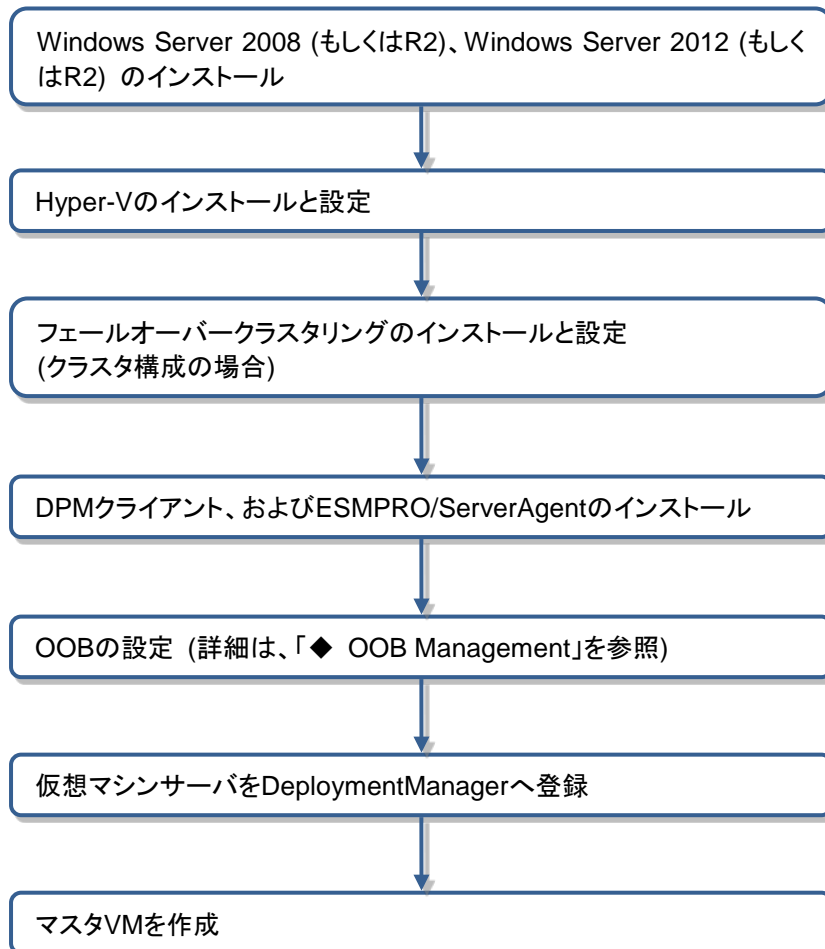 Windows Server 2008 (もしくはR2)、Windows Server 2012 (もしく
はR2) のインストール
Hyper-Vのインストールと設定
フェールオーバークラスタリングのインストールと設定
(クラスタ構成の場合)
DPMクライアント、およびESMPRO/ServerAgentのインストール
OOBの設定 (詳細は、「◆ OOB Management」を参照)
仮想マシンサーバをDeploymentManagerへ登録
マスタVMを作成